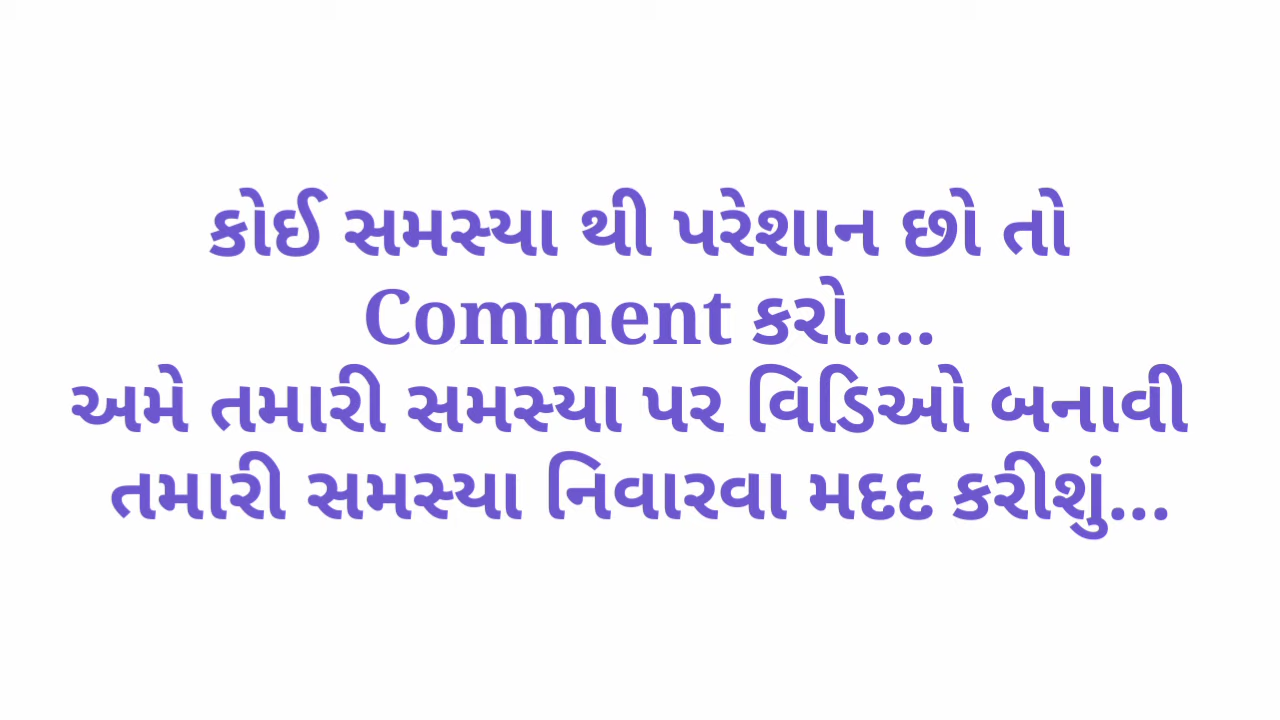 કોઈ સમસ્યા થી પરેશાન છો તો
Comment કરો....
અમે તમારી સમસ્યા પર વિડિઓ બનાવી
તમારી સમસ્યા નિવારવા મદદ કરીશું...